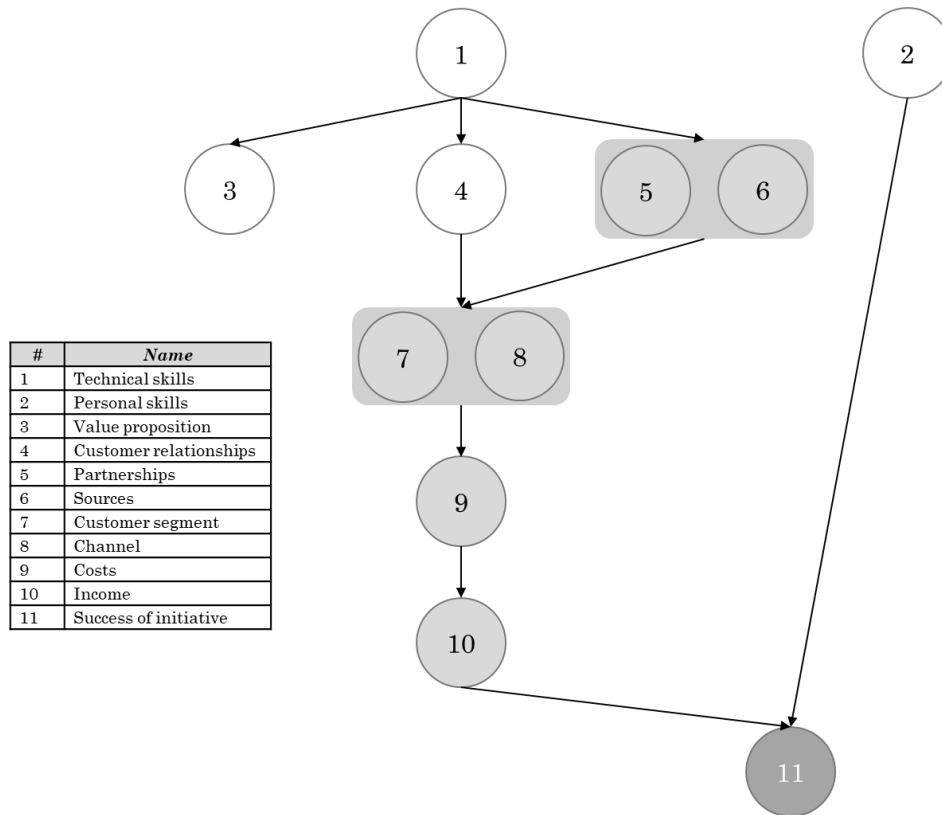 1
2
3
4
5
6
7
8
# Name
1 Technical skills
2 Personal skills
3 Value proposition
4 Customer relationships
5 Partnerships
6 Sources
7 Customer segment
8 Channel
9 Costs
10 Income
11 Success of initiative
9
10
11